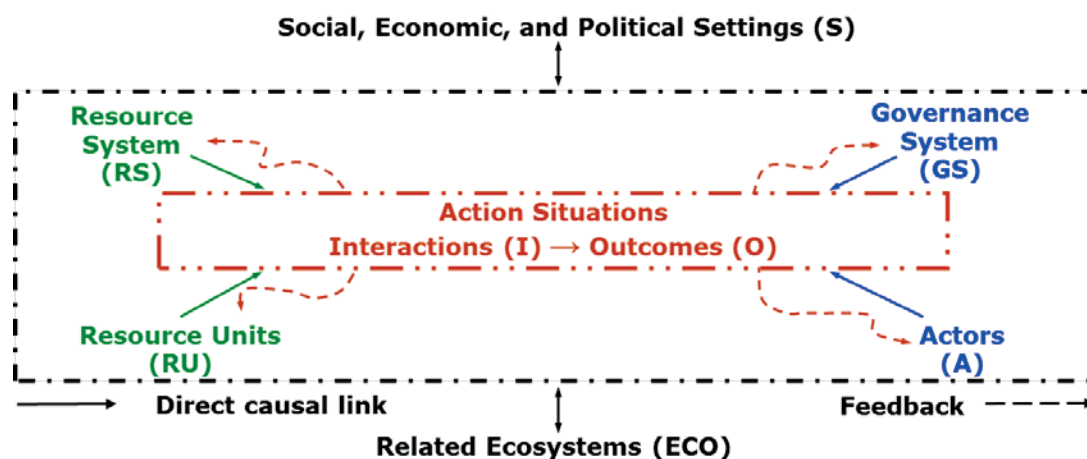 Social, Economic, and Political Settings (S)
Resource
System
(RS)
Governance
System
(GS)
Action Situations
Interactions (I) → Outcomes (O)
Resource Units
(RU)
Actors
(A)
Direct causal link
Feedback
Related Ecosystems (ECO)